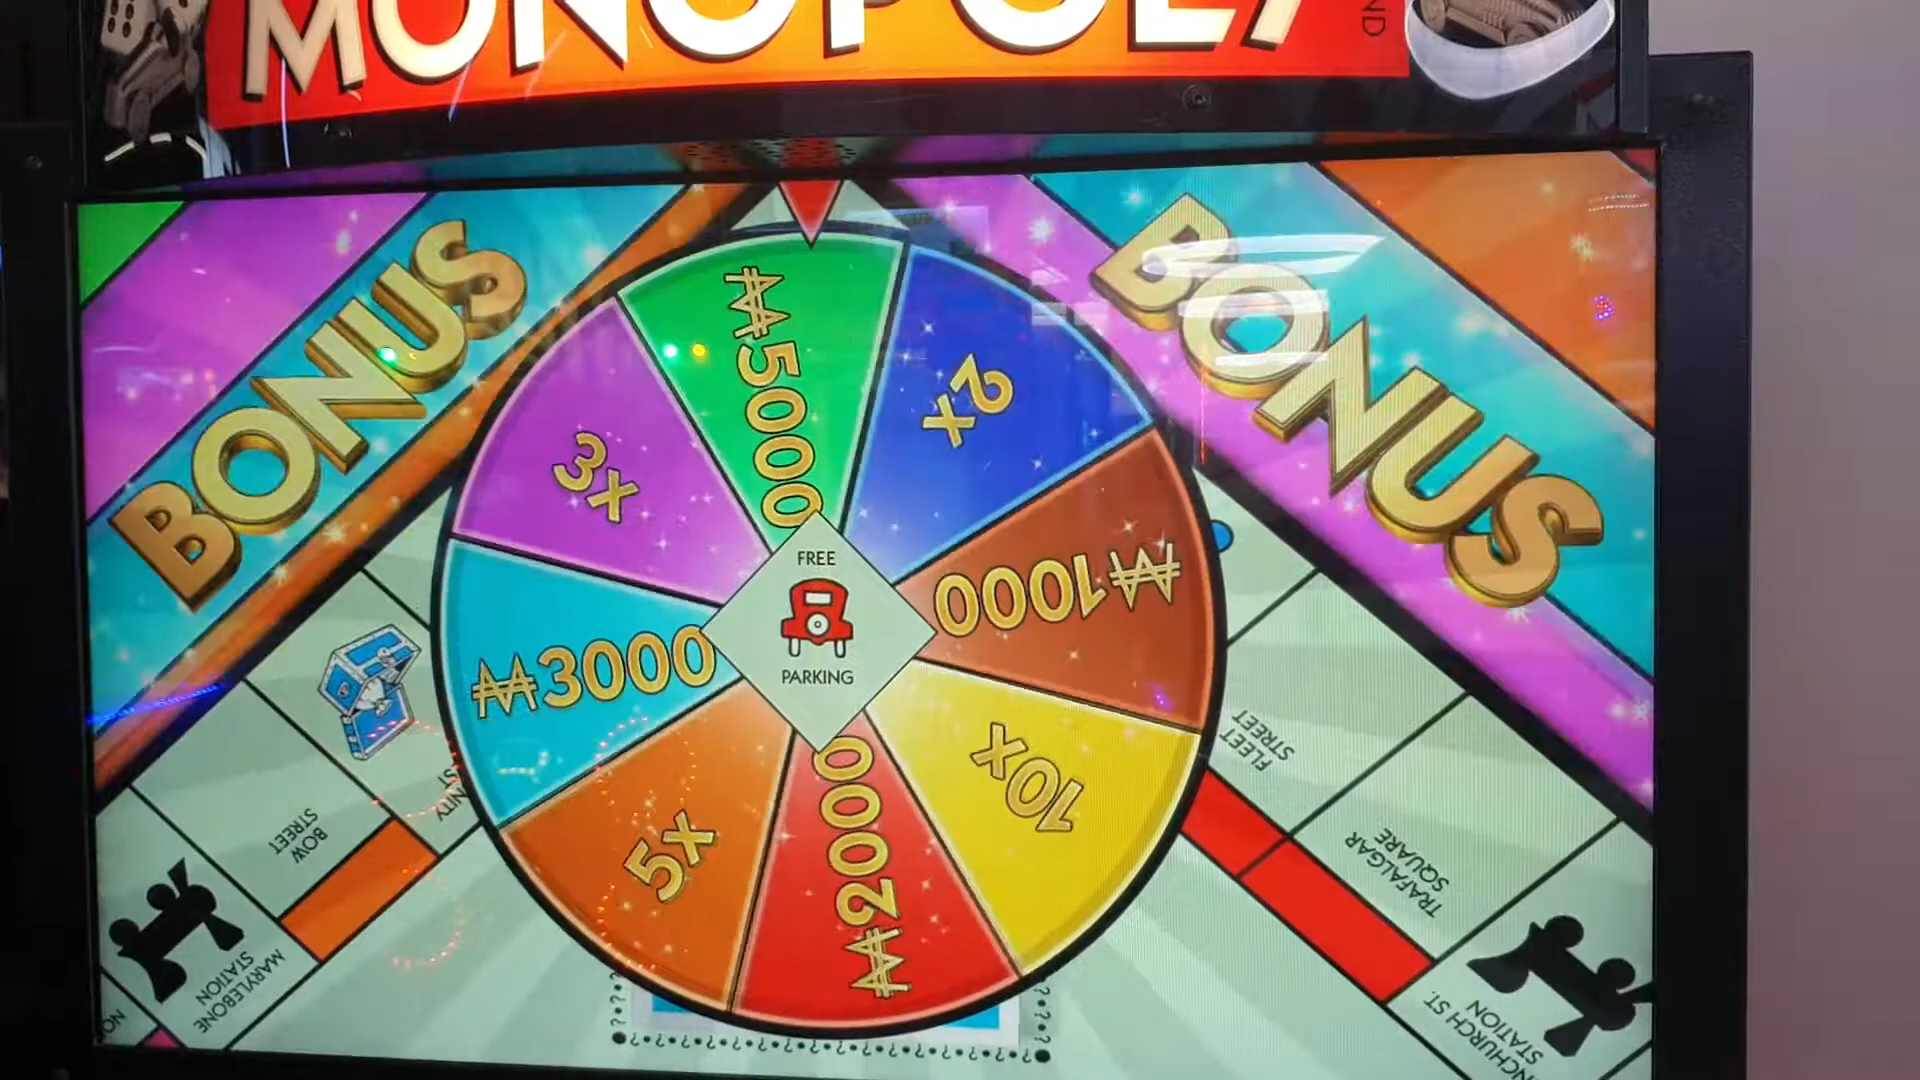 MONOPOLY
BONUS
BONUS
₩5000
2x
₩1000
10x
₩2000
5x
₩3000
3x
FREE
PARKING
FLEET
STREET
TRAFALGAR
SQUARE
STATION
BOW
STREET
MARYLEBONE
STATION